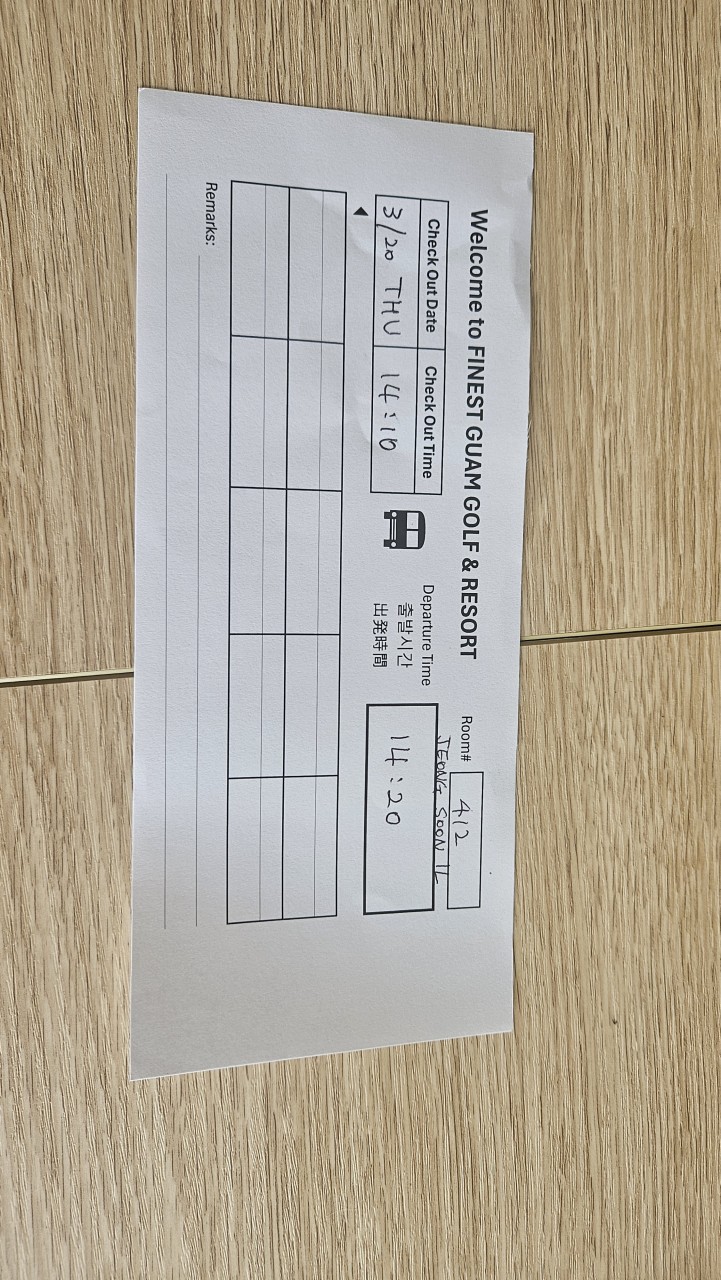 Welcome to FINEST GUAM GOLF & RESORT
Room# 412
JEONG SOON IL
Check Out Date Check Out Time
3/20 THU 14:10
Departure Time
출발시간
出発時間
14:20
Remarks: